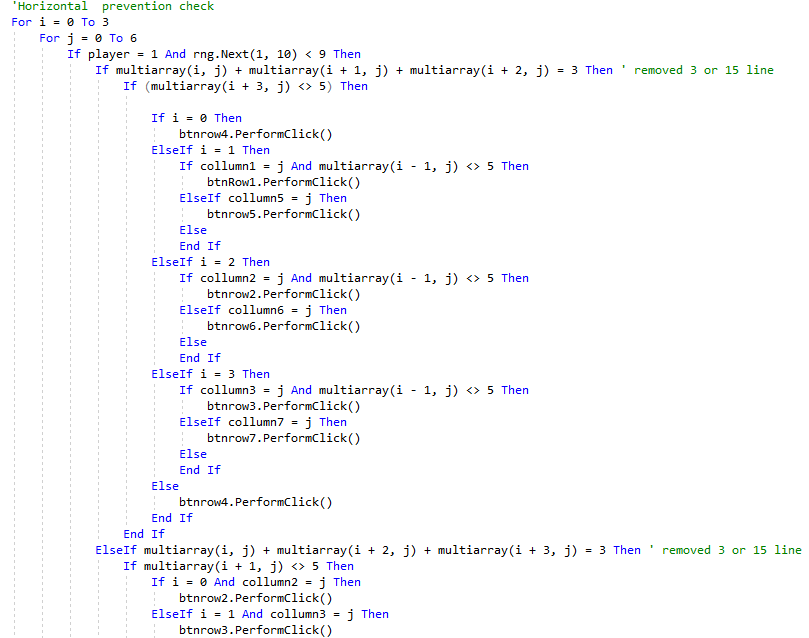 'Horizontal  prevention check
For i = 0 To 3
For j = 0 To 6
If player = 1 And rng.Next(1, 10) < 9 Then
If multiarray(i, j) + multiarray(i + 1, j) + multiarray(i + 2, j) = 3 Then ' removed 3 or 15 line
If (multiarray(i + 3, j) <> 5) Then
If i = 0 Then
btnrow4.PerformClick()
ElseIf i = 1 Then
If collumn1 = j And multiarray(i - 1, j) <> 5 Then
btnRow1.PerformClick()
ElseIf collumn5 = j Then
btnrow5.PerformClick()
Else
End If
ElseIf i = 2 Then
If collumn2 = j And multiarray(i - 1, j) <> 5 Then
btnrow2.PerformClick()
ElseIf collumn6 = j Then
btnrow6.PerformClick()
Else
End If
ElseIf i = 3 Then
If collumn3 = j And multiarray(i - 1, j) <> 5 Then
btnrow3.PerformClick()
ElseIf collumn7 = j Then
btnrow7.PerformClick()
Else
End If
Else
btnrow4.PerformClick()
End If
End If
ElseIf multiarray(i, j) + multiarray(i + 2, j) + multiarray(i + 3, j) = 3 Then ' removed 3 or 15 line
If multiarray(i + 1, j) <> 5 Then
If i = 0 And collumn2 = j Then
btnrow2.PerformClick()
ElseIf i = 1 And collumn3 = j Then
btnrow3.PerformClick()